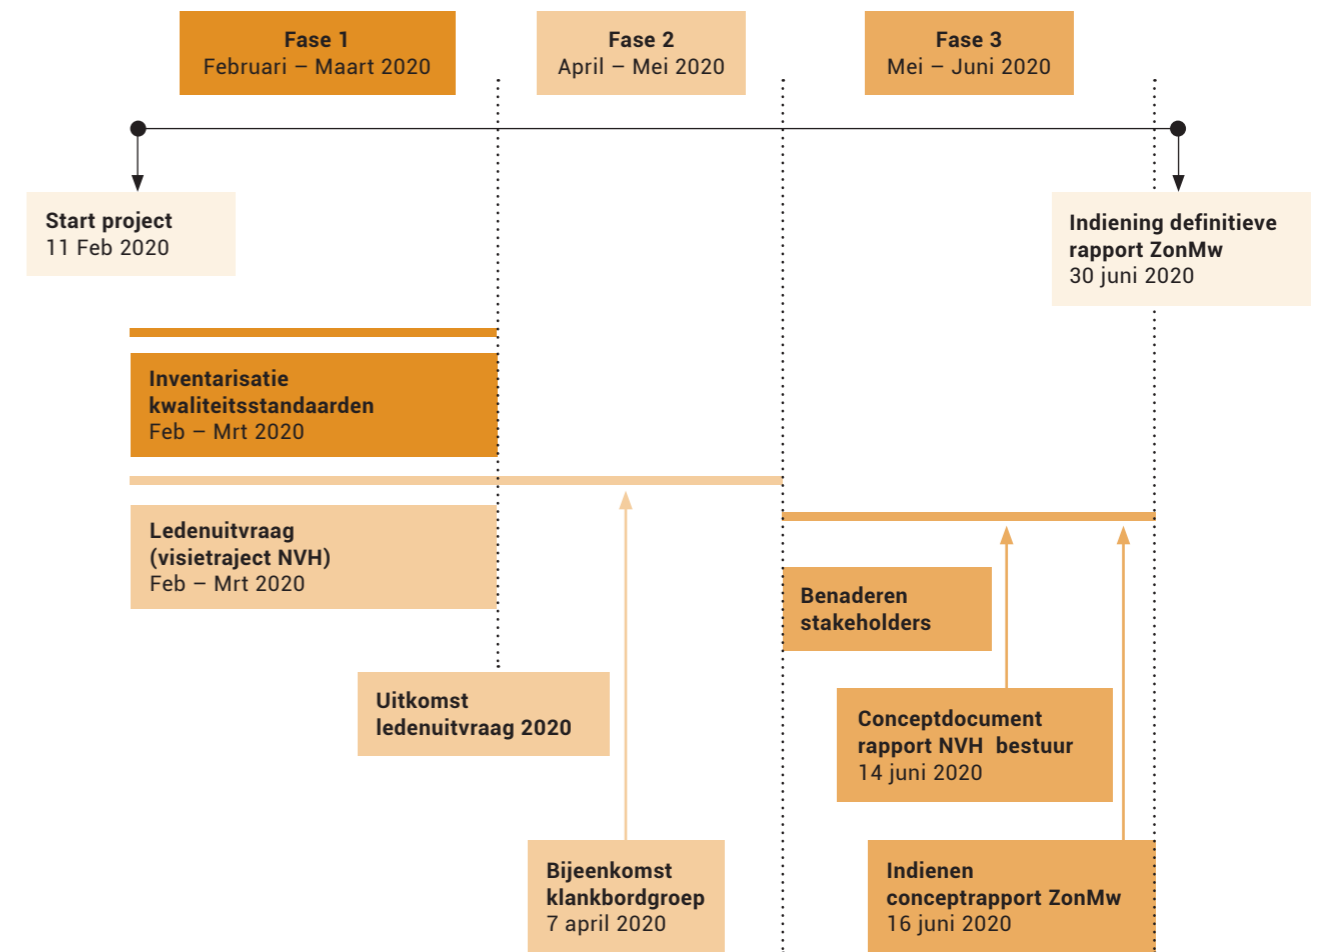 Fase 1
Februari – Maart 2020
Fase 2
April – Mei 2020
Fase 3
Mei – Juni 2020
Start project
11 Feb 2020
Indiening definitieve
rapport ZonMw
30 juni 2020
Inventarisatie
kwaliteitsstandaarden
Feb – Mrt 2020
Ledenuitvraag
(visietraject NVH)
Feb – Mrt 2020
Benaderen
stakeholders
Uitkomst
ledenuitvraag 2020
Conceptdocument
rapport NVH bestuur
14 juni 2020
Bijeenkomst
klankbordgroep
7 april 2020
Indienen
conceptrapport ZonMw
16 juni 2020